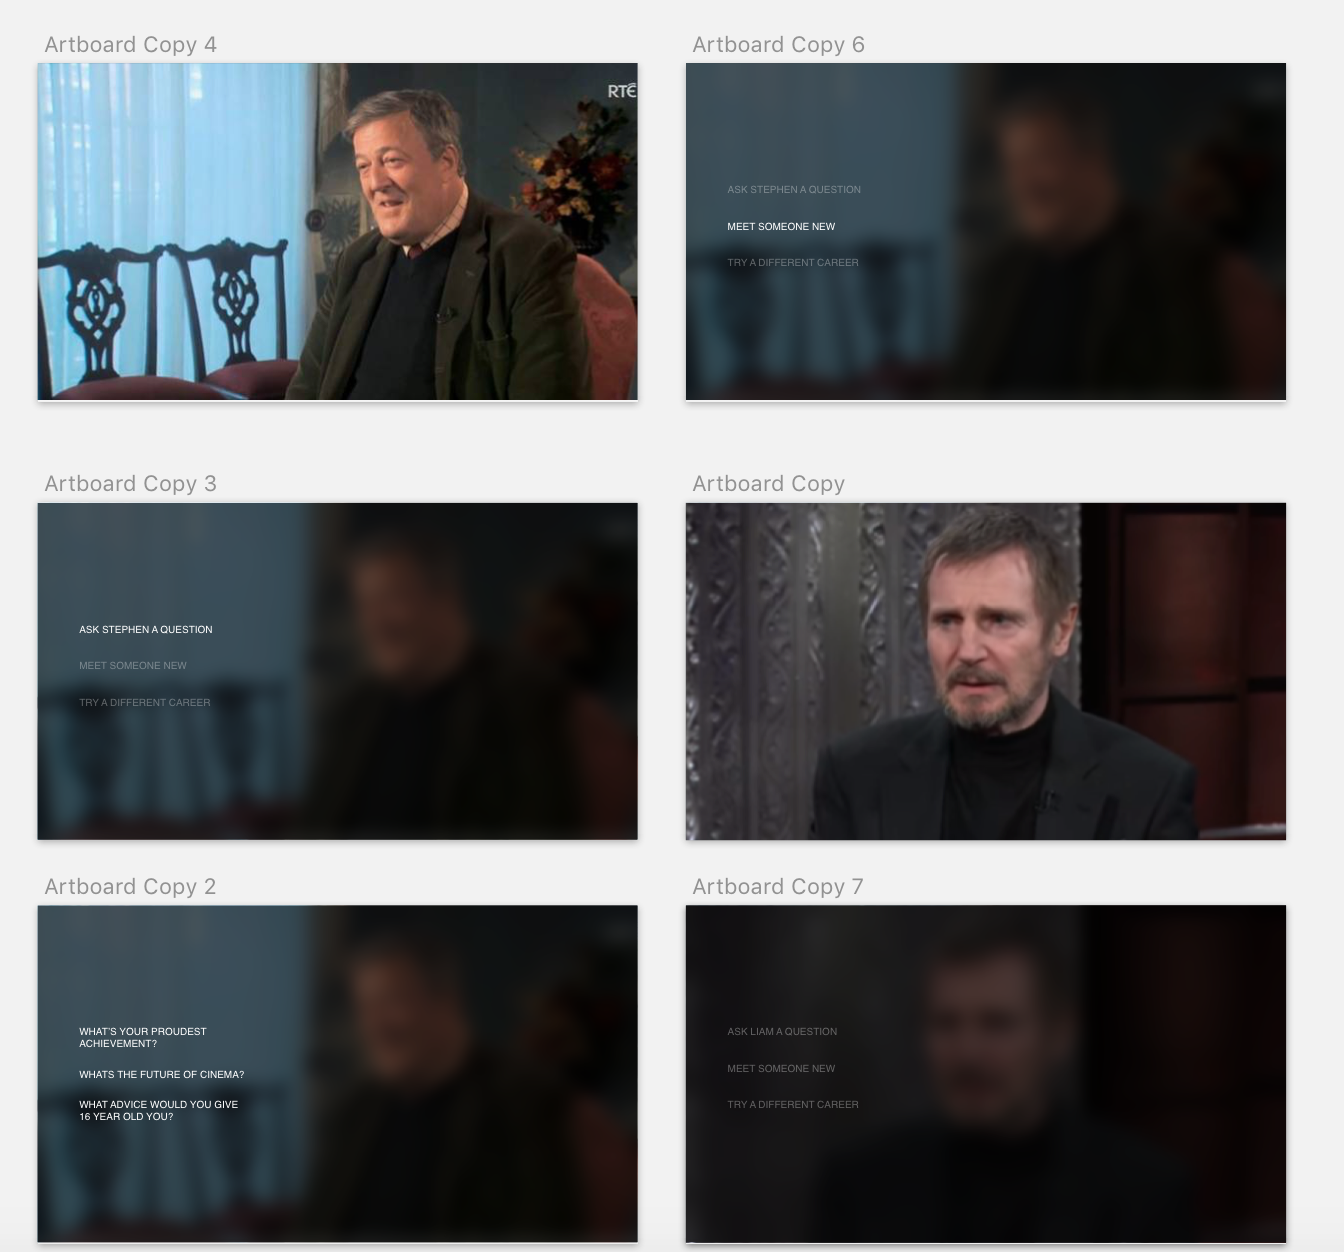 Artboard Copy 4
RTÉ
Artboard Copy 6
ASK STEPHEN A QUESTION
MEET SOMEONE NEW
TRY A DIFFERENT CAREER
Artboard Copy 3
ASK STEPHEN A QUESTION
MEET SOMEONE NEW
TRY A DIFFERENT CAREER
Artboard Copy
Artboard Copy 2
WHAT'S YOUR PROUDEST
ACHIEVEMENT?
WHATS THE FUTURE OF CINEMA?
WHAT ADVICE WOULD YOU GIVE
16 YEAR OLD YOU?
Artboard Copy 7
ASK LIAM A QUESTION
MEET SOMEONE NEW
TRY A DIFFERENT CAREER